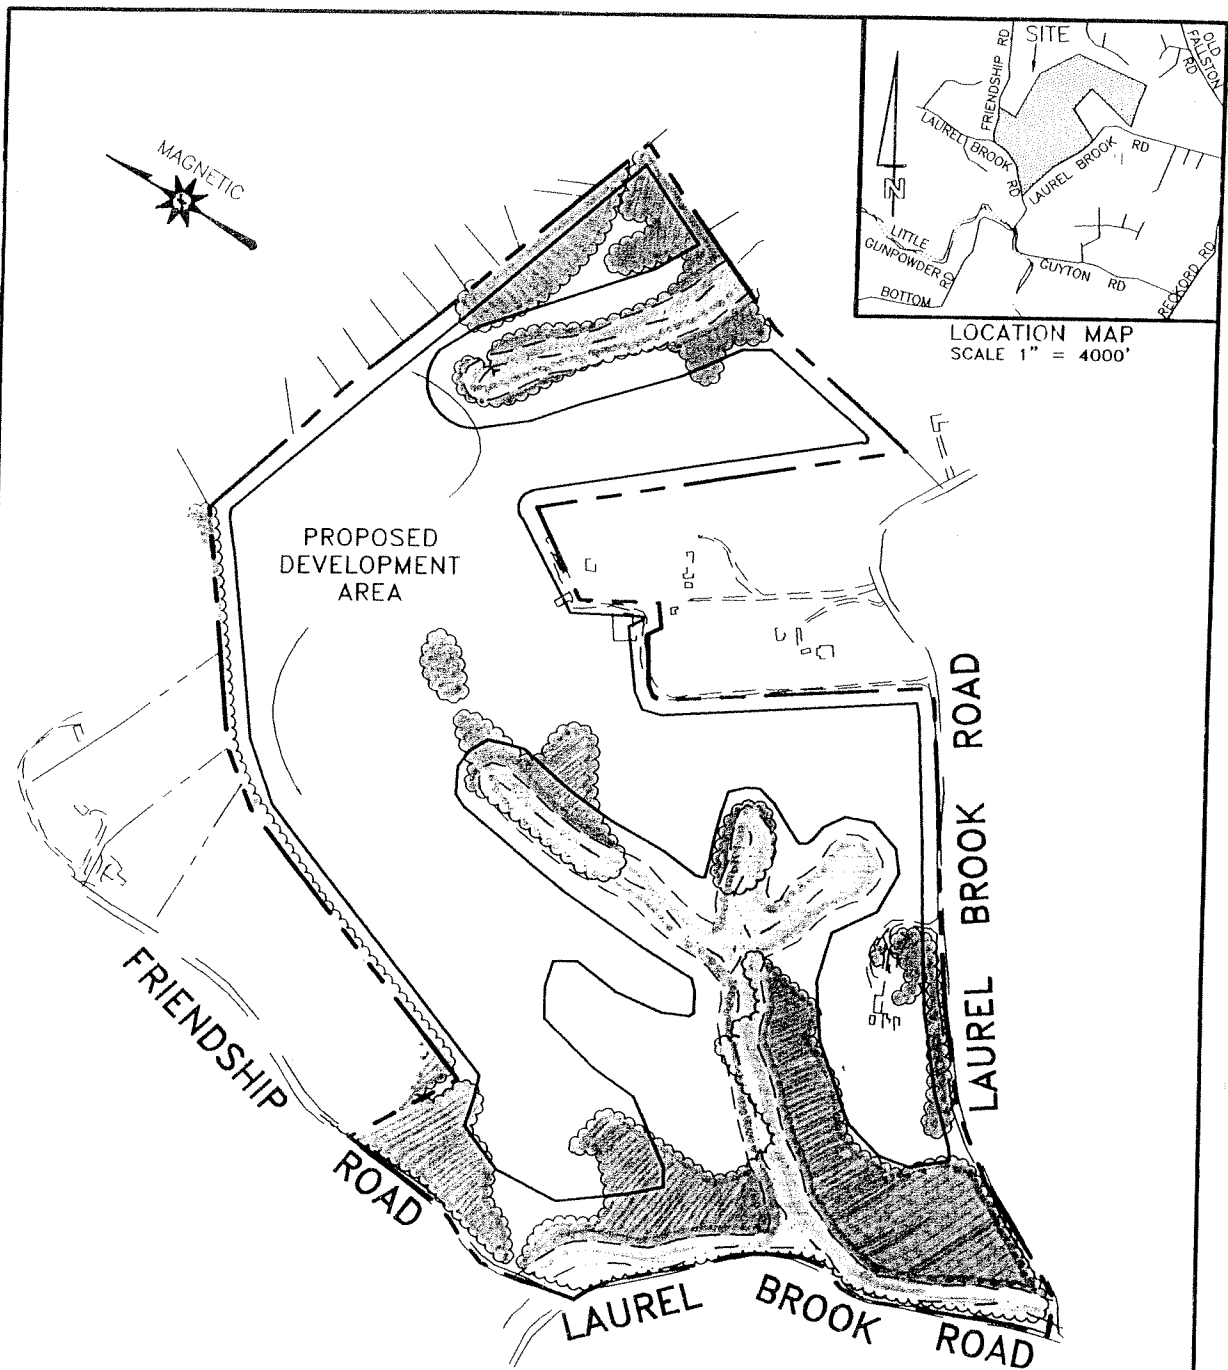 SITE
FRIENDSHIP RD
OLD
FALLSTON
RD
LAUREL BROOK
RD
LAUREL BROOK RD
N
LITTLE
GUNPOWDER
RD
BOTTOM
GUYTON RD
RECKORD RD
LOCATION MAP
SCALE 1" = 4000'
MAGNETIC
PROPOSED
DEVELOPMENT
AREA
LAUREL BROOK ROAD
FRIENDSHIP
ROAD
LAUREL BROOK ROAD